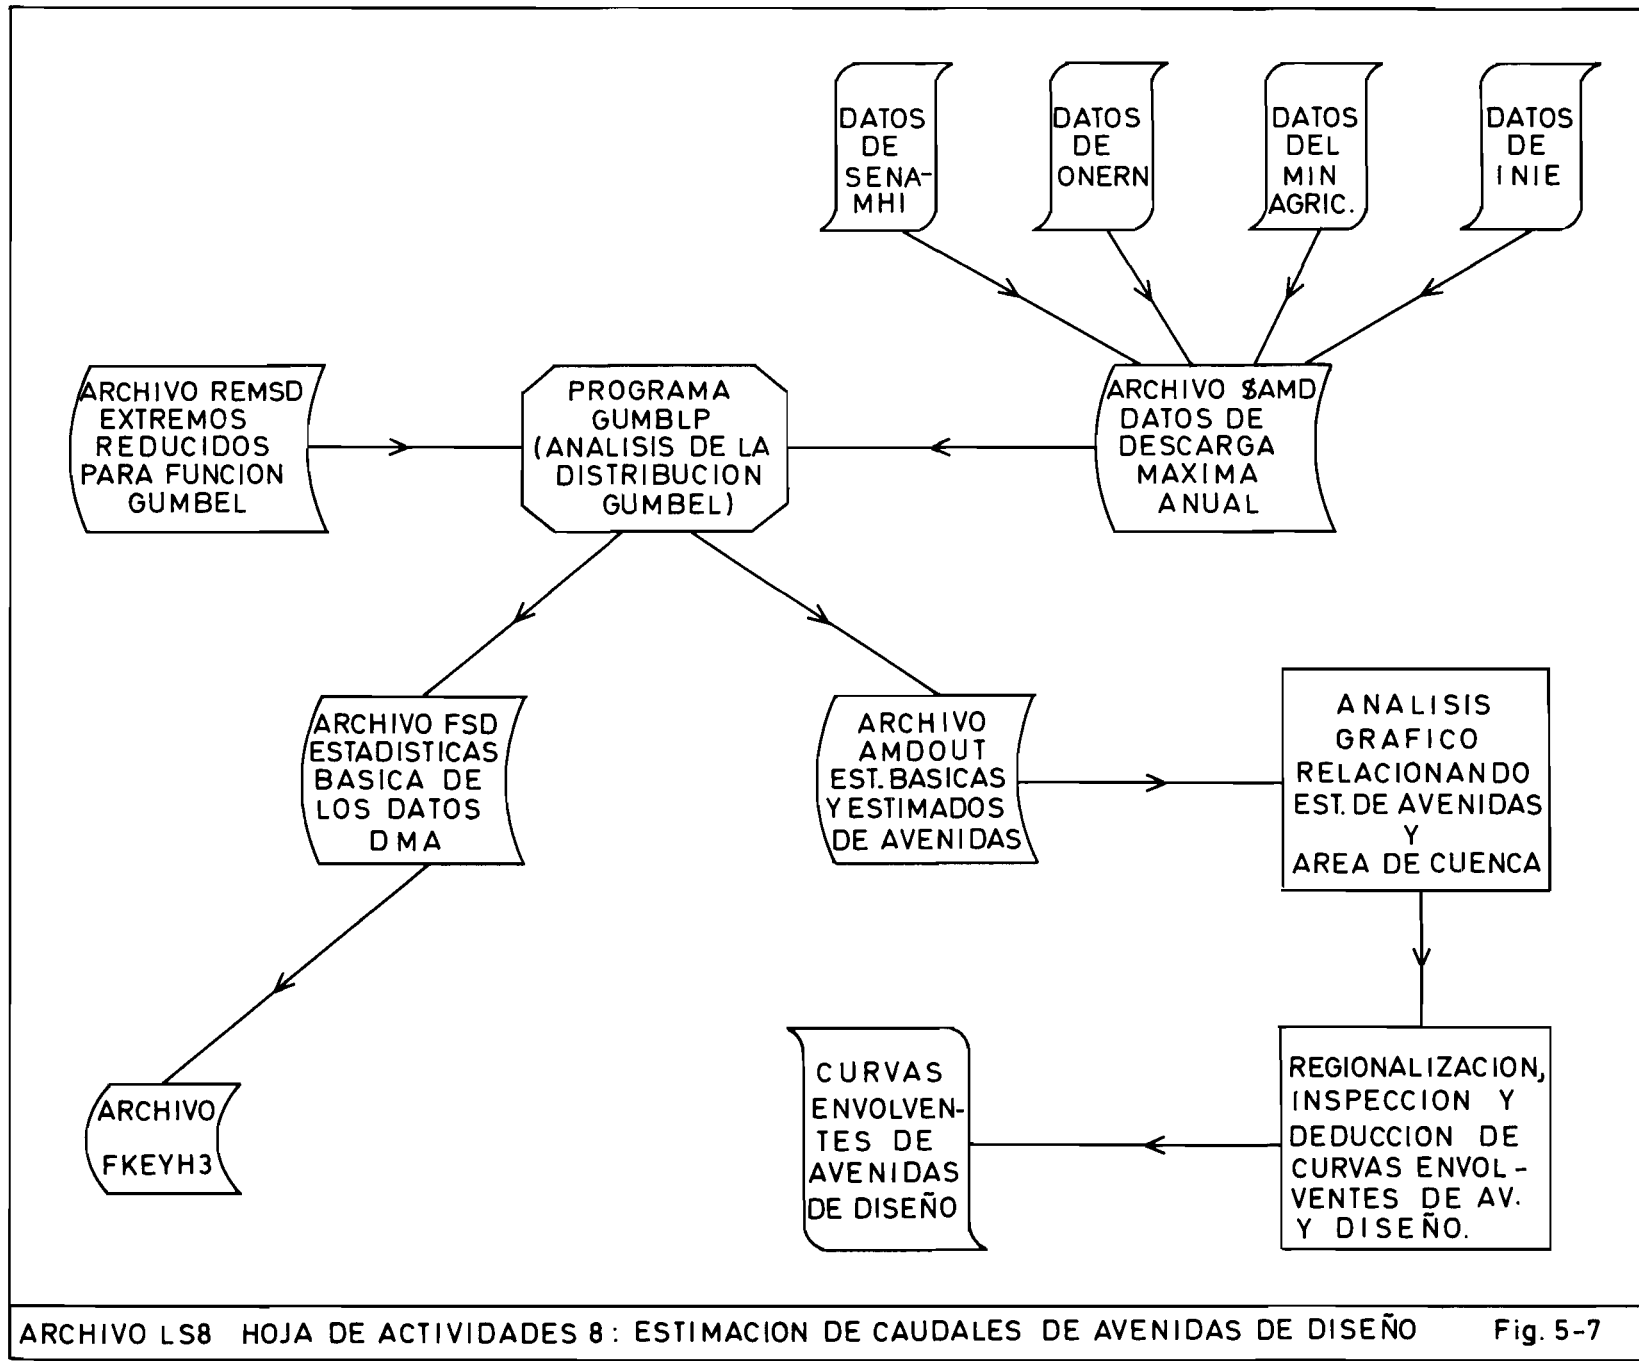 DATOS
DE
SENA-
MHI
DATOS
DE
ONERN
DATOS
DEL
MIN
AGRIC.
DATOS
DE
INIE
ARCHIVO REMSD
EXTREMOS
REDUCIDOS
PARA FUNCION
GUMBEL
PROGRAMA
GUMBLP
(ANALISIS DE LA
DISTRIBUCION
GUMBEL)
ARCHIVO $AMD
DATOS DE
DESCARGA
MAXIMA
ANUAL
ARCHIVO FSD
ESTADISTICAS
BASICA DE
LOS DATOS
DMA
ARCHIVO
AMDOUT
EST. BASICAS
Y ESTIMADOS
DE AVENIDAS
ANALISIS
GRAFICO
RELACIONANDO
EST. DE AVENIDAS
Y
AREA DE CUENCA
ARCHIVO
FKEYH3
CURVAS
ENVOLVEN-
TES DE
AVENIDAS
DE DISEÑO
REGIONALIZACION,
INSPECCION Y
DEDUCCION DE
CURVAS ENVOL-
VENTES DE AV.
Y DISEÑO.
ARCHIVO LS8 HOJA DE ACTIVIDADES 8: ESTIMACION DE CAUDALES DE AVENIDAS DE DISEÑO Fig. 5-7